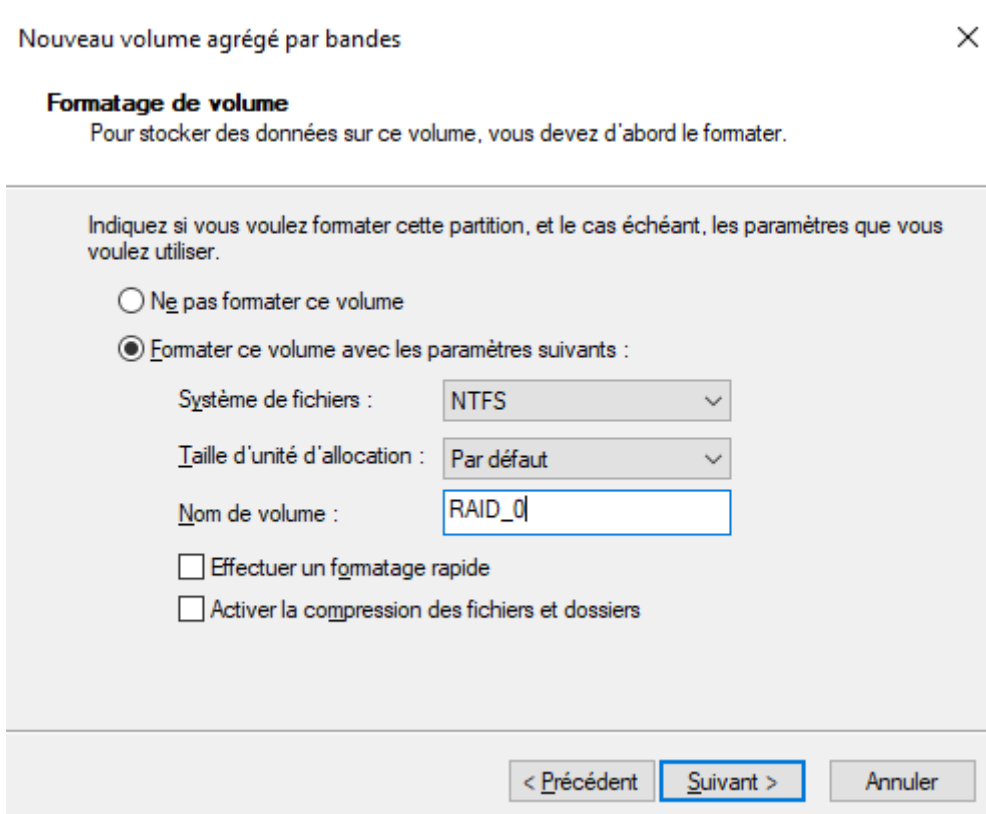 Nouveau volume agrégé par bandes
Formatage de volume
Pour stocker des données sur ce volume, vous devez d'abord le formater.
Indiquez si vous voulez formater cette partition, et le cas échéant, les paramètres que vous
voulez utiliser.
Ne pas formater ce volume
Formater ce volume avec les paramètres suivants :
Système de fichiers : NTFS
Taille d'unité d'allocation : Par défaut
Nom de volume : RAID_0
Effectuer un formatage rapide
Activer la compression des fichiers et dossiers
< Précédent Suivant > Annuler